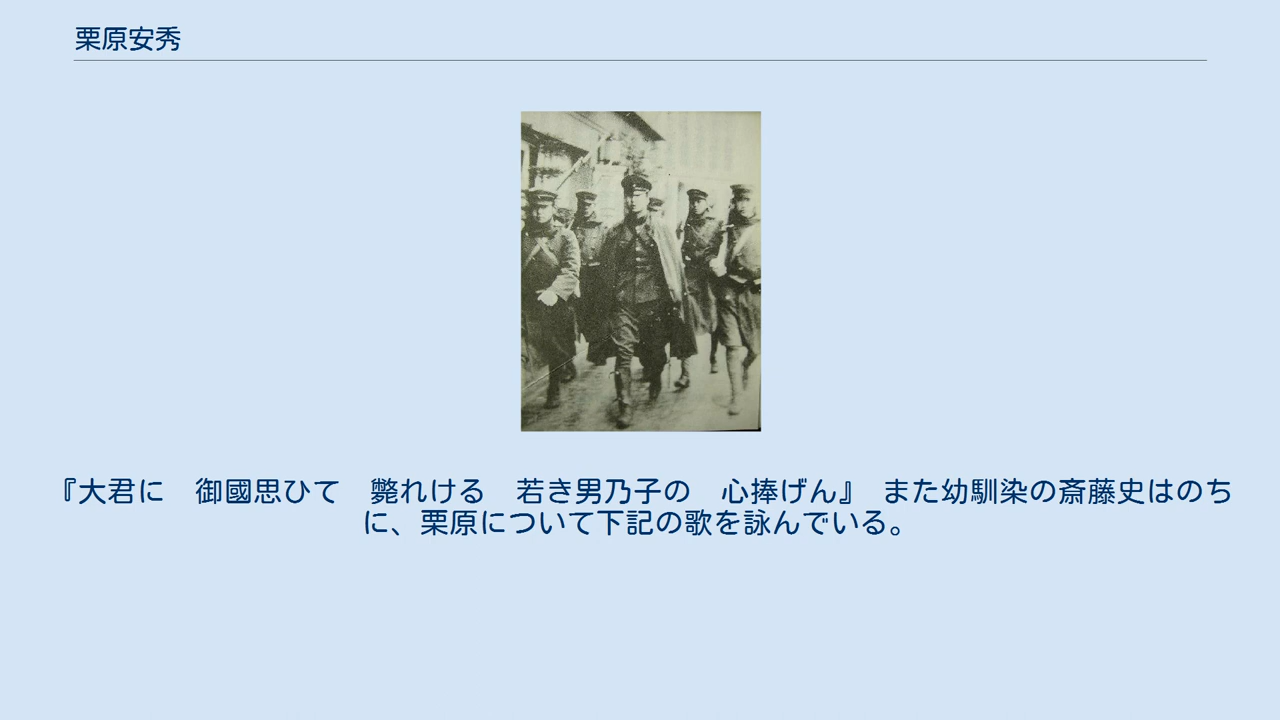 栗原安秀
『大君に　御國思ひて　斃れける　若き男乃子の　心捧げん』　また幼馴染の斎藤史はのち
に、栗原について下記の歌を詠んでいる。